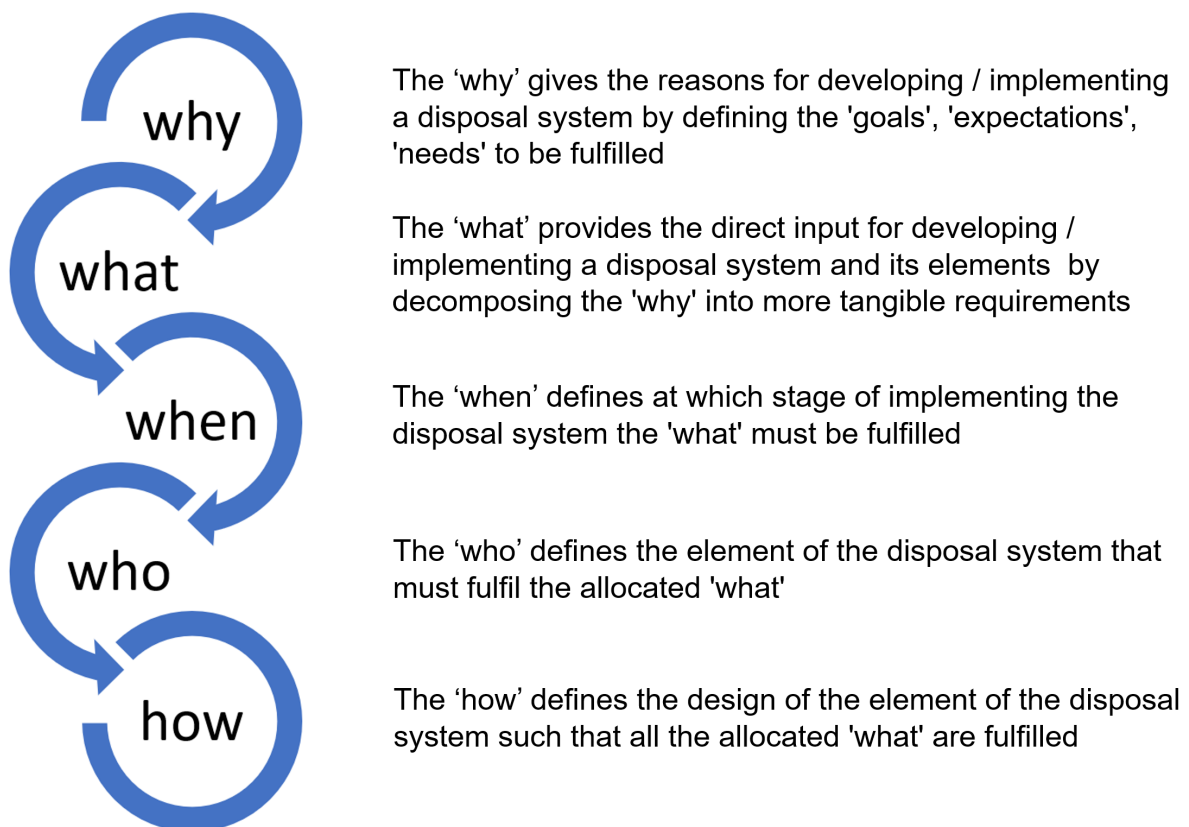 why
The ‘why’ gives the reasons for developing / implementing
a disposal system by defining the 'goals', 'expectations',
'needs' to be fulfilled
what
The ‘what’ provides the direct input for developing /
implementing a disposal system and its elements  by
decomposing the 'why' into more tangible requirements
when
The ‘when’ defines at which stage of implementing the
disposal system the 'what' must be fulfilled
who
The ‘who’ defines the element of the disposal system that
must fulfil the allocated 'what'
how
The ‘how’ defines the design of the element of the disposal
system such that all the allocated 'what' are fulfilled